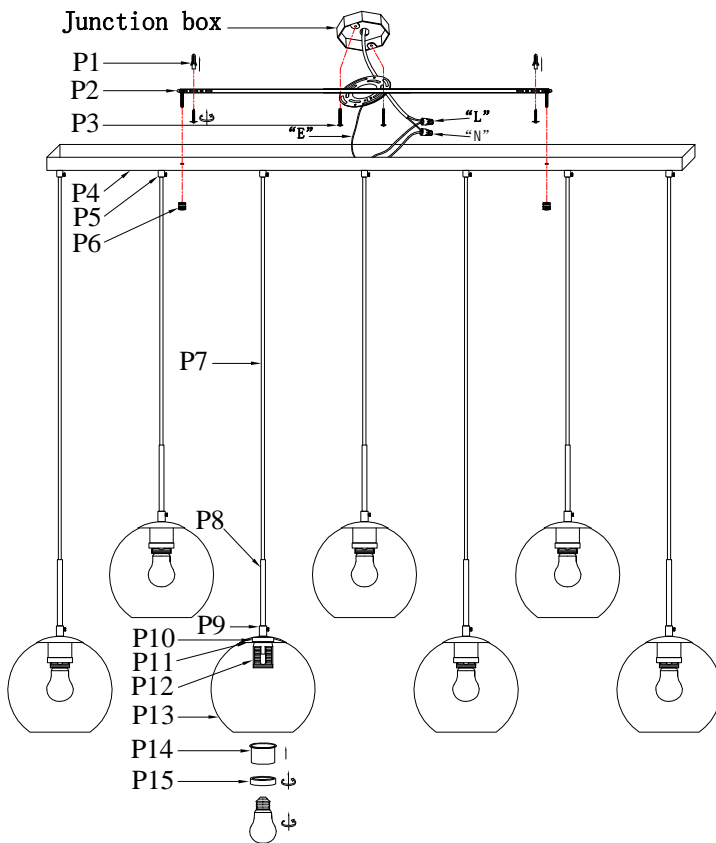 Junction box
P1
P2
P3
"E"
"L"
"N"
P4
P5
P6
P7
P8
P9
P10
P11
P12
P13
P14
P15